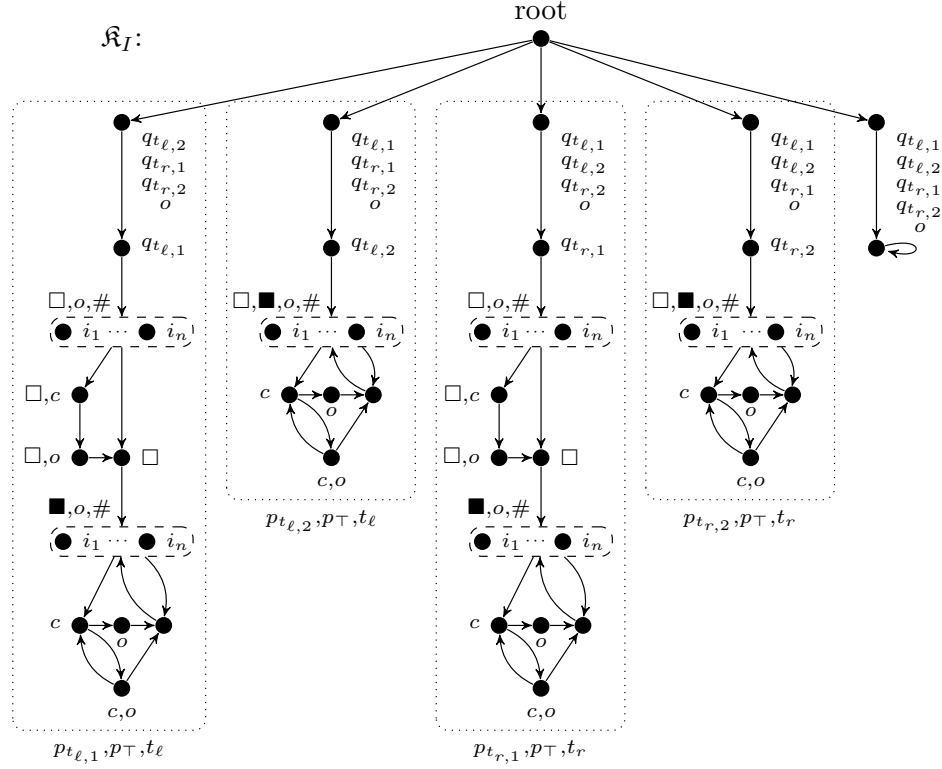 root
𝔎_I:
q_{t_{ℓ,2}} q_{t_{ℓ,1}} q_{t_{ℓ,1}} q_{t_{ℓ,1}} q_{t_{ℓ,1}}
q_{t_{r,1}} q_{t_{r,1}} q_{t_{ℓ,2}} q_{t_{ℓ,2}} q_{t_{ℓ,2}}
q_{t_{r,2}} q_{t_{r,2}} q_{t_{r,2}} q_{t_{r,1}} q_{t_{r,1}}
o o o o q_{t_{r,2}}
o
q_{t_{ℓ,1}} q_{t_{ℓ,2}} q_{t_{r,1}} q_{t_{r,2}}
□,o,# □,■,o,# □,o,# □,■,o,#
i_1 ··· i_n i_1 ··· i_n i_1 ··· i_n i_1 ··· i_n
□,c c □,c c
o o
□,o □ □,o □
c,o c,o
■,o,# p_{t_{ℓ,2}},p_⊤,t_ℓ ■,o,# p_{t_{r,2}},p_⊤,t_r
i_1 ··· i_n i_1 ··· i_n
c c
o o
c,o c,o
p_{t_{ℓ,1}},p_⊤,t_ℓ p_{t_{r,1}},p_⊤,t_r